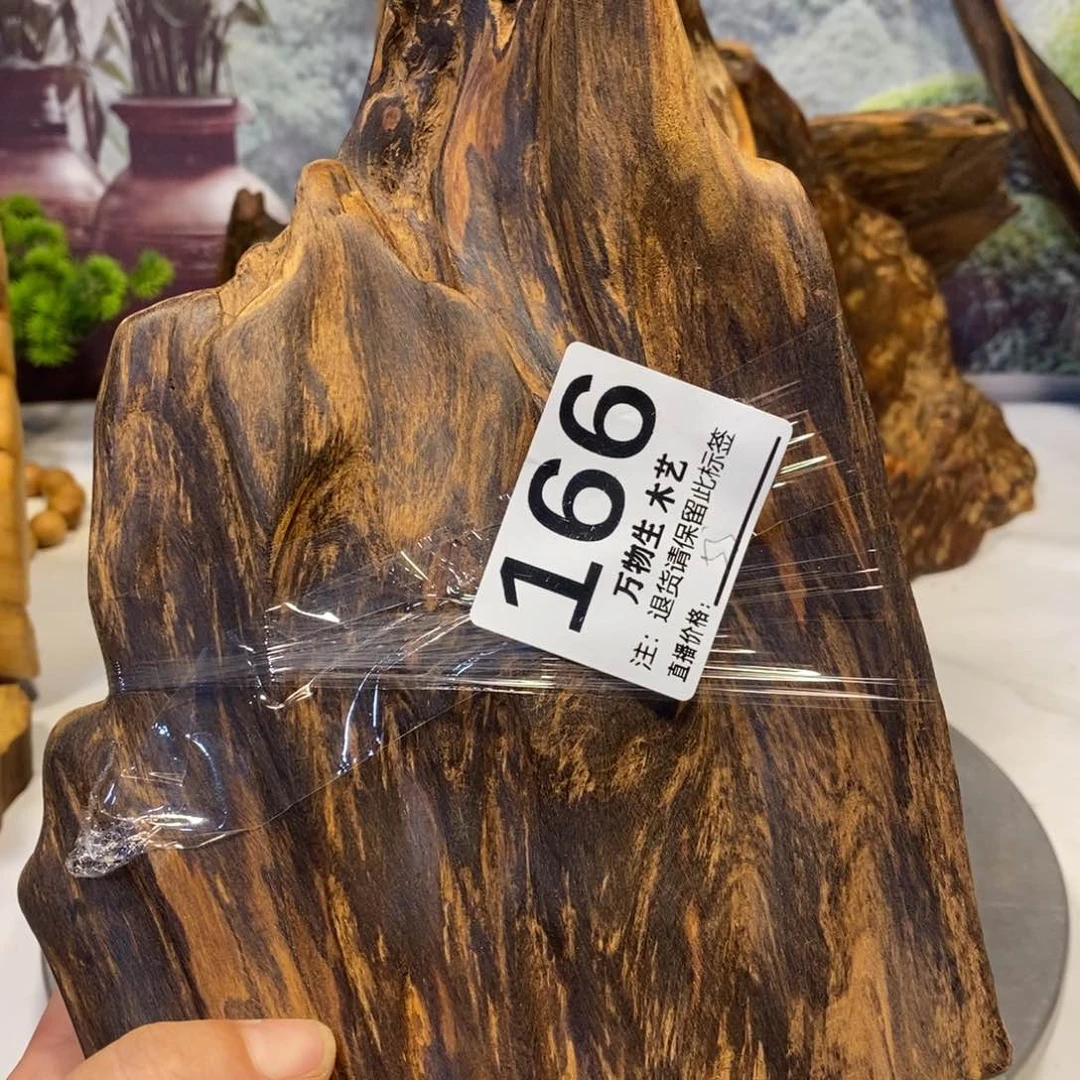 166
万物生 木艺
注：退货请保留此标签
直播价格：